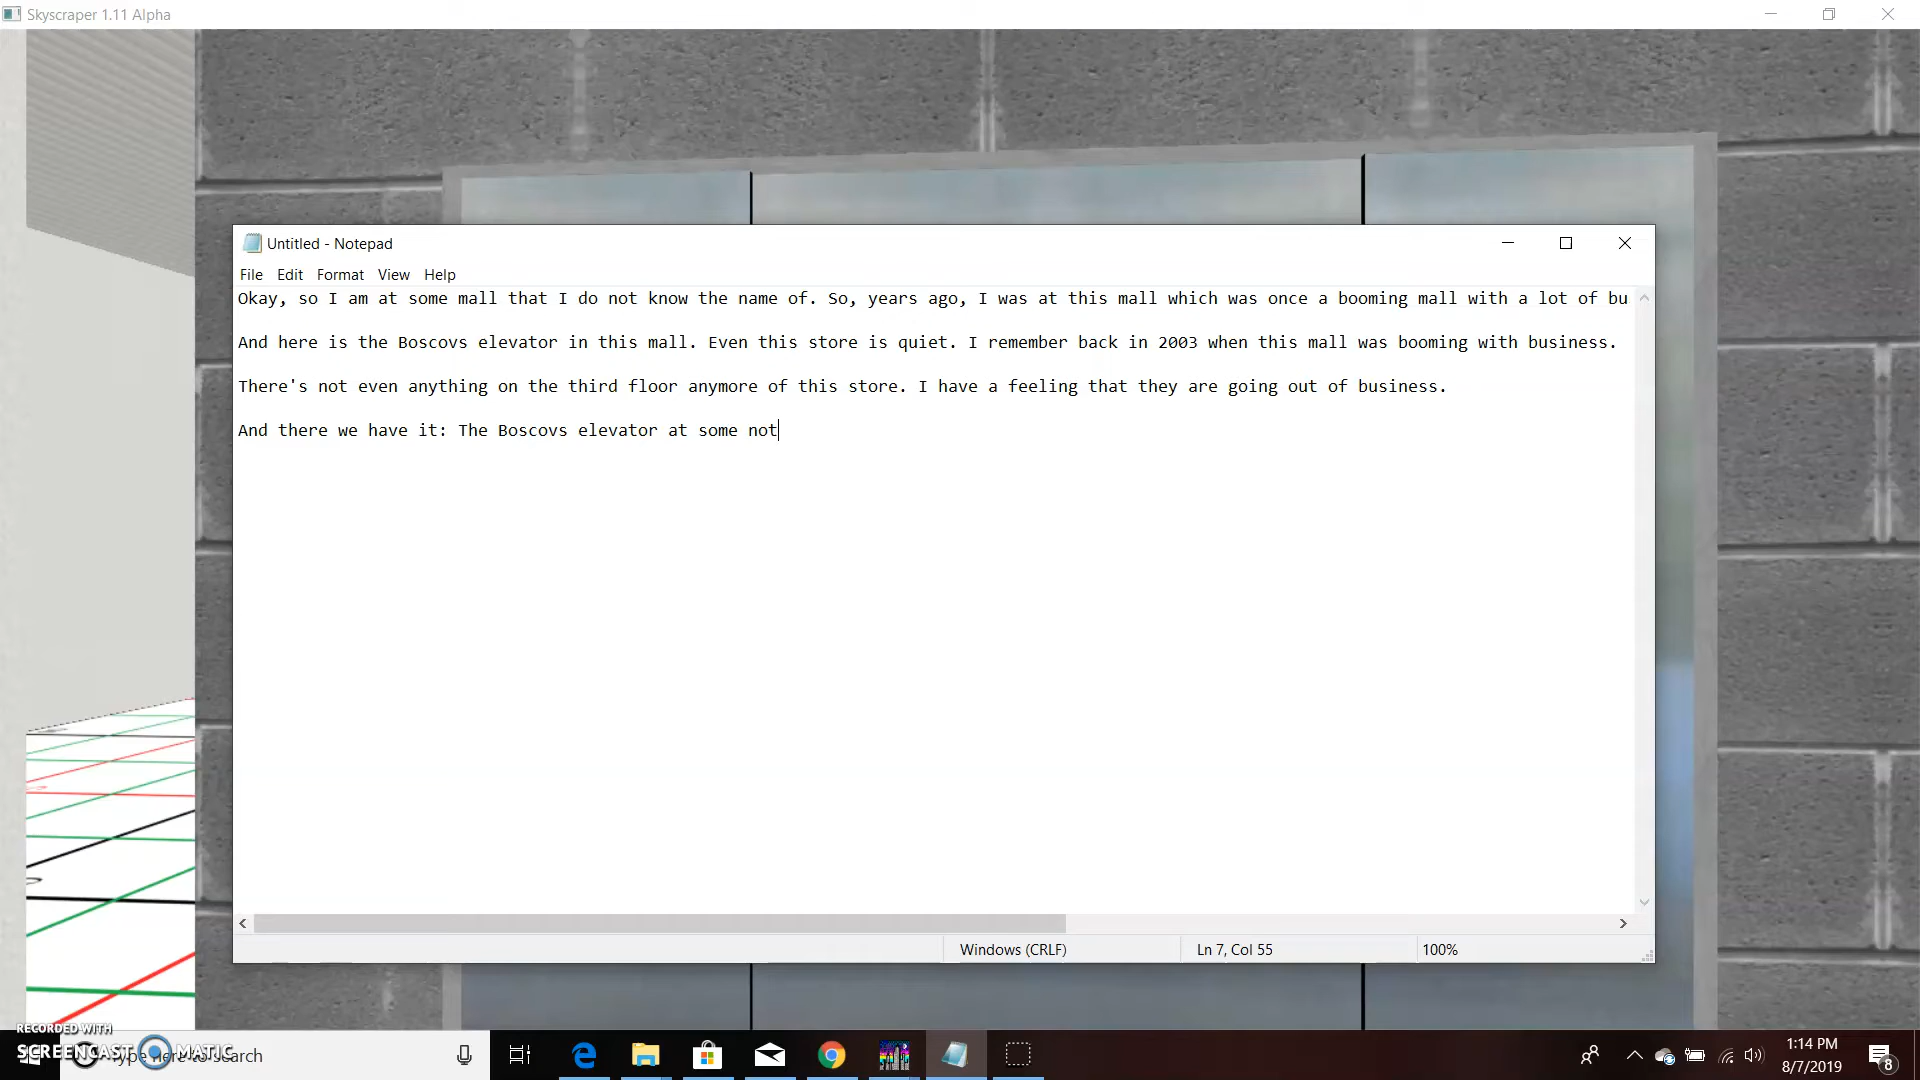 Skyscraper 1.11 Alpha
Untitled - Notepad
File Edit Format View Help
Okay, so I am at some mall that I do not know the name of. So, years ago, I was at this mall which was once a booming mall with a lot of bu
And here is the Boscovs elevator in this mall. Even this store is quiet. I remember back in 2003 when this mall was booming with business.
There's not even anything on the third floor anymore of this store. I have a feeling that they are going out of business.
And there we have it: The Boscovs elevator at some not
Windows (CRLF) Ln 7, Col 55 100%
RECORDED WITH
SCREENCAST MATIC
Type here to search
1:14 PM
8/7/2019
8